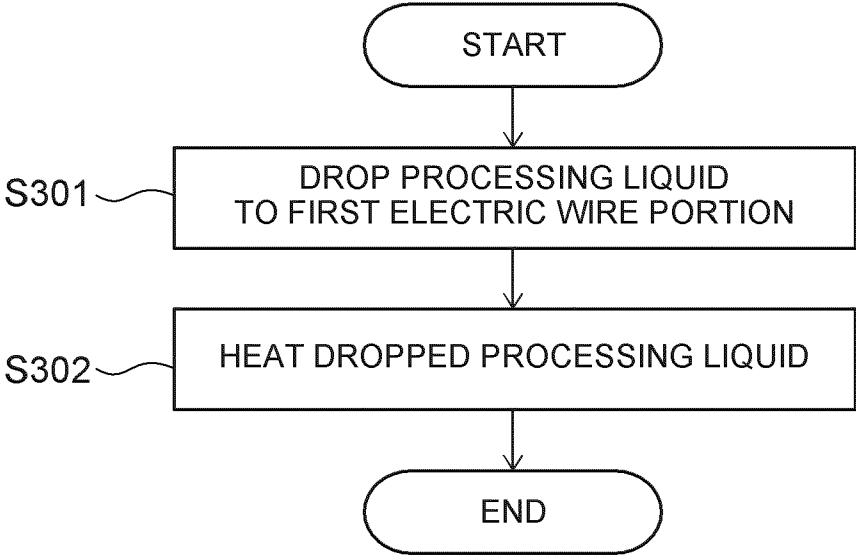 START
S301
DROP PROCESSING LIQUID
TO FIRST ELECTRIC WIRE PORTION
S302
HEAT DROPPED PROCESSING LIQUID
END